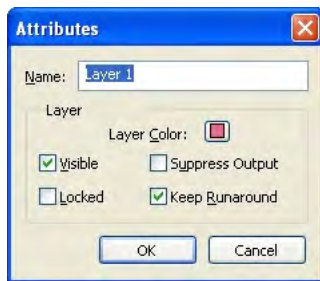 Attributes
Name: Layer 1
Layer
Layer Color:
Visible
Suppress Output
Locked
Keep Runaround
OK
Cancel